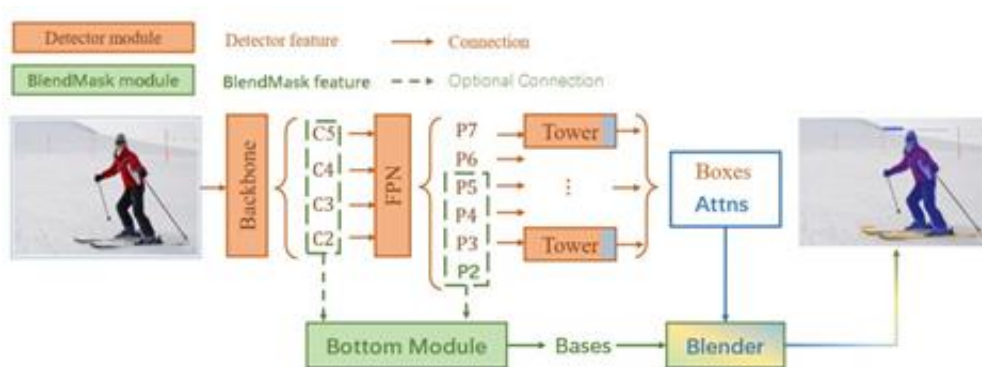 Detector module Detector feature Connection
BlendMask module BlendMask feature Optional Connection
Backbone
C5
C4
C3
C2
FPN
P7
P6
P5
P4
P3
P2
Tower
⋮
Tower
Boxes
Attns
Bottom Module
Bases
Blender